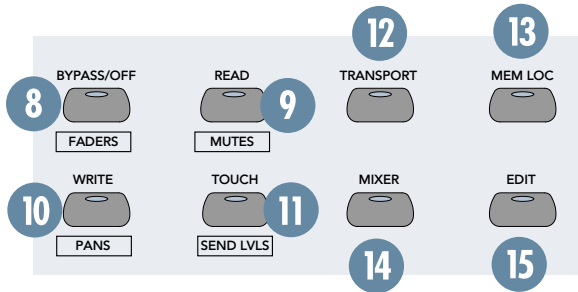 12 13
BYPASS/OFF READ TRANSPORT MEM LOC
8 9
FADERS MUTES
WRITE TOUCH MIXER EDIT
10 11
PANS SEND LVLS
14 15